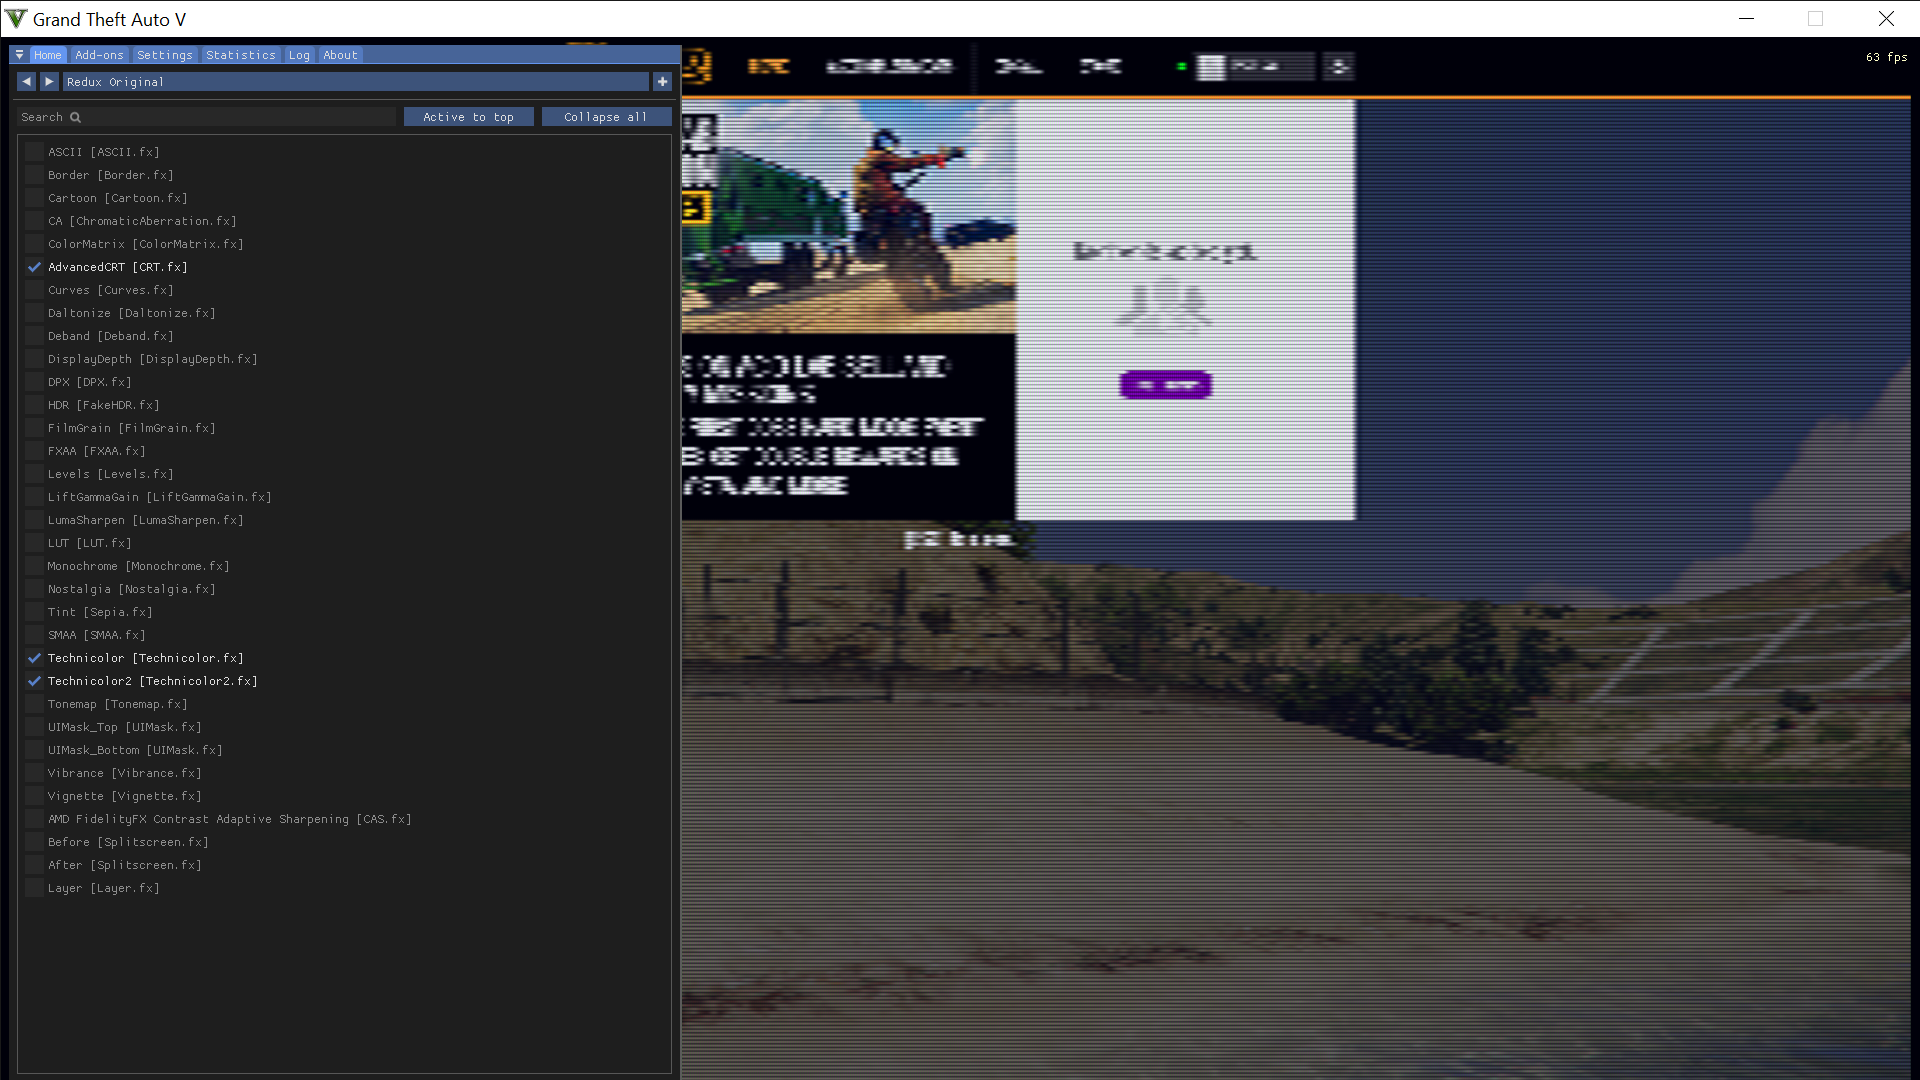 Grand Theft Auto V
Home Add-ons Settings Statistics Log About
63 fps
Redux Original
+
Search
Active to top
Collapse all
ASCII [ASCII.fx]
Border [Border.fx]
Cartoon [Cartoon.fx]
CA [ChromaticAberration.fx]
ColorMatrix [ColorMatrix.fx]
AdvancedCRT [CRT.fx]
Curves [Curves.fx]
Daltonize [Daltonize.fx]
Deband [Deband.fx]
DisplayDepth [DisplayDepth.fx]
DPX [DPX.fx]
HDR [FakeHDR.fx]
FilmGrain [FilmGrain.fx]
FXAA [FXAA.fx]
Levels [Levels.fx]
LiftGammaGain [LiftGammaGain.fx]
LumaSharpen [LumaSharpen.fx]
LUT [LUT.fx]
Monochrome [Monochrome.fx]
Nostalgia [Nostalgia.fx]
Tint [Sepia.fx]
SMAA [SMAA.fx]
Technicolor [Technicolor.fx]
Technicolor2 [Technicolor2.fx]
Tonemap [Tonemap.fx]
UIMask_Top [UIMask.fx]
UIMask_Bottom [UIMask.fx]
Vibrance [Vibrance.fx]
Vignette [Vignette.fx]
AMD FidelityFX Contrast Adaptive Sharpening [CAS.fx]
Before [Splitscreen.fx]
After [Splitscreen.fx]
Layer [Layer.fx]